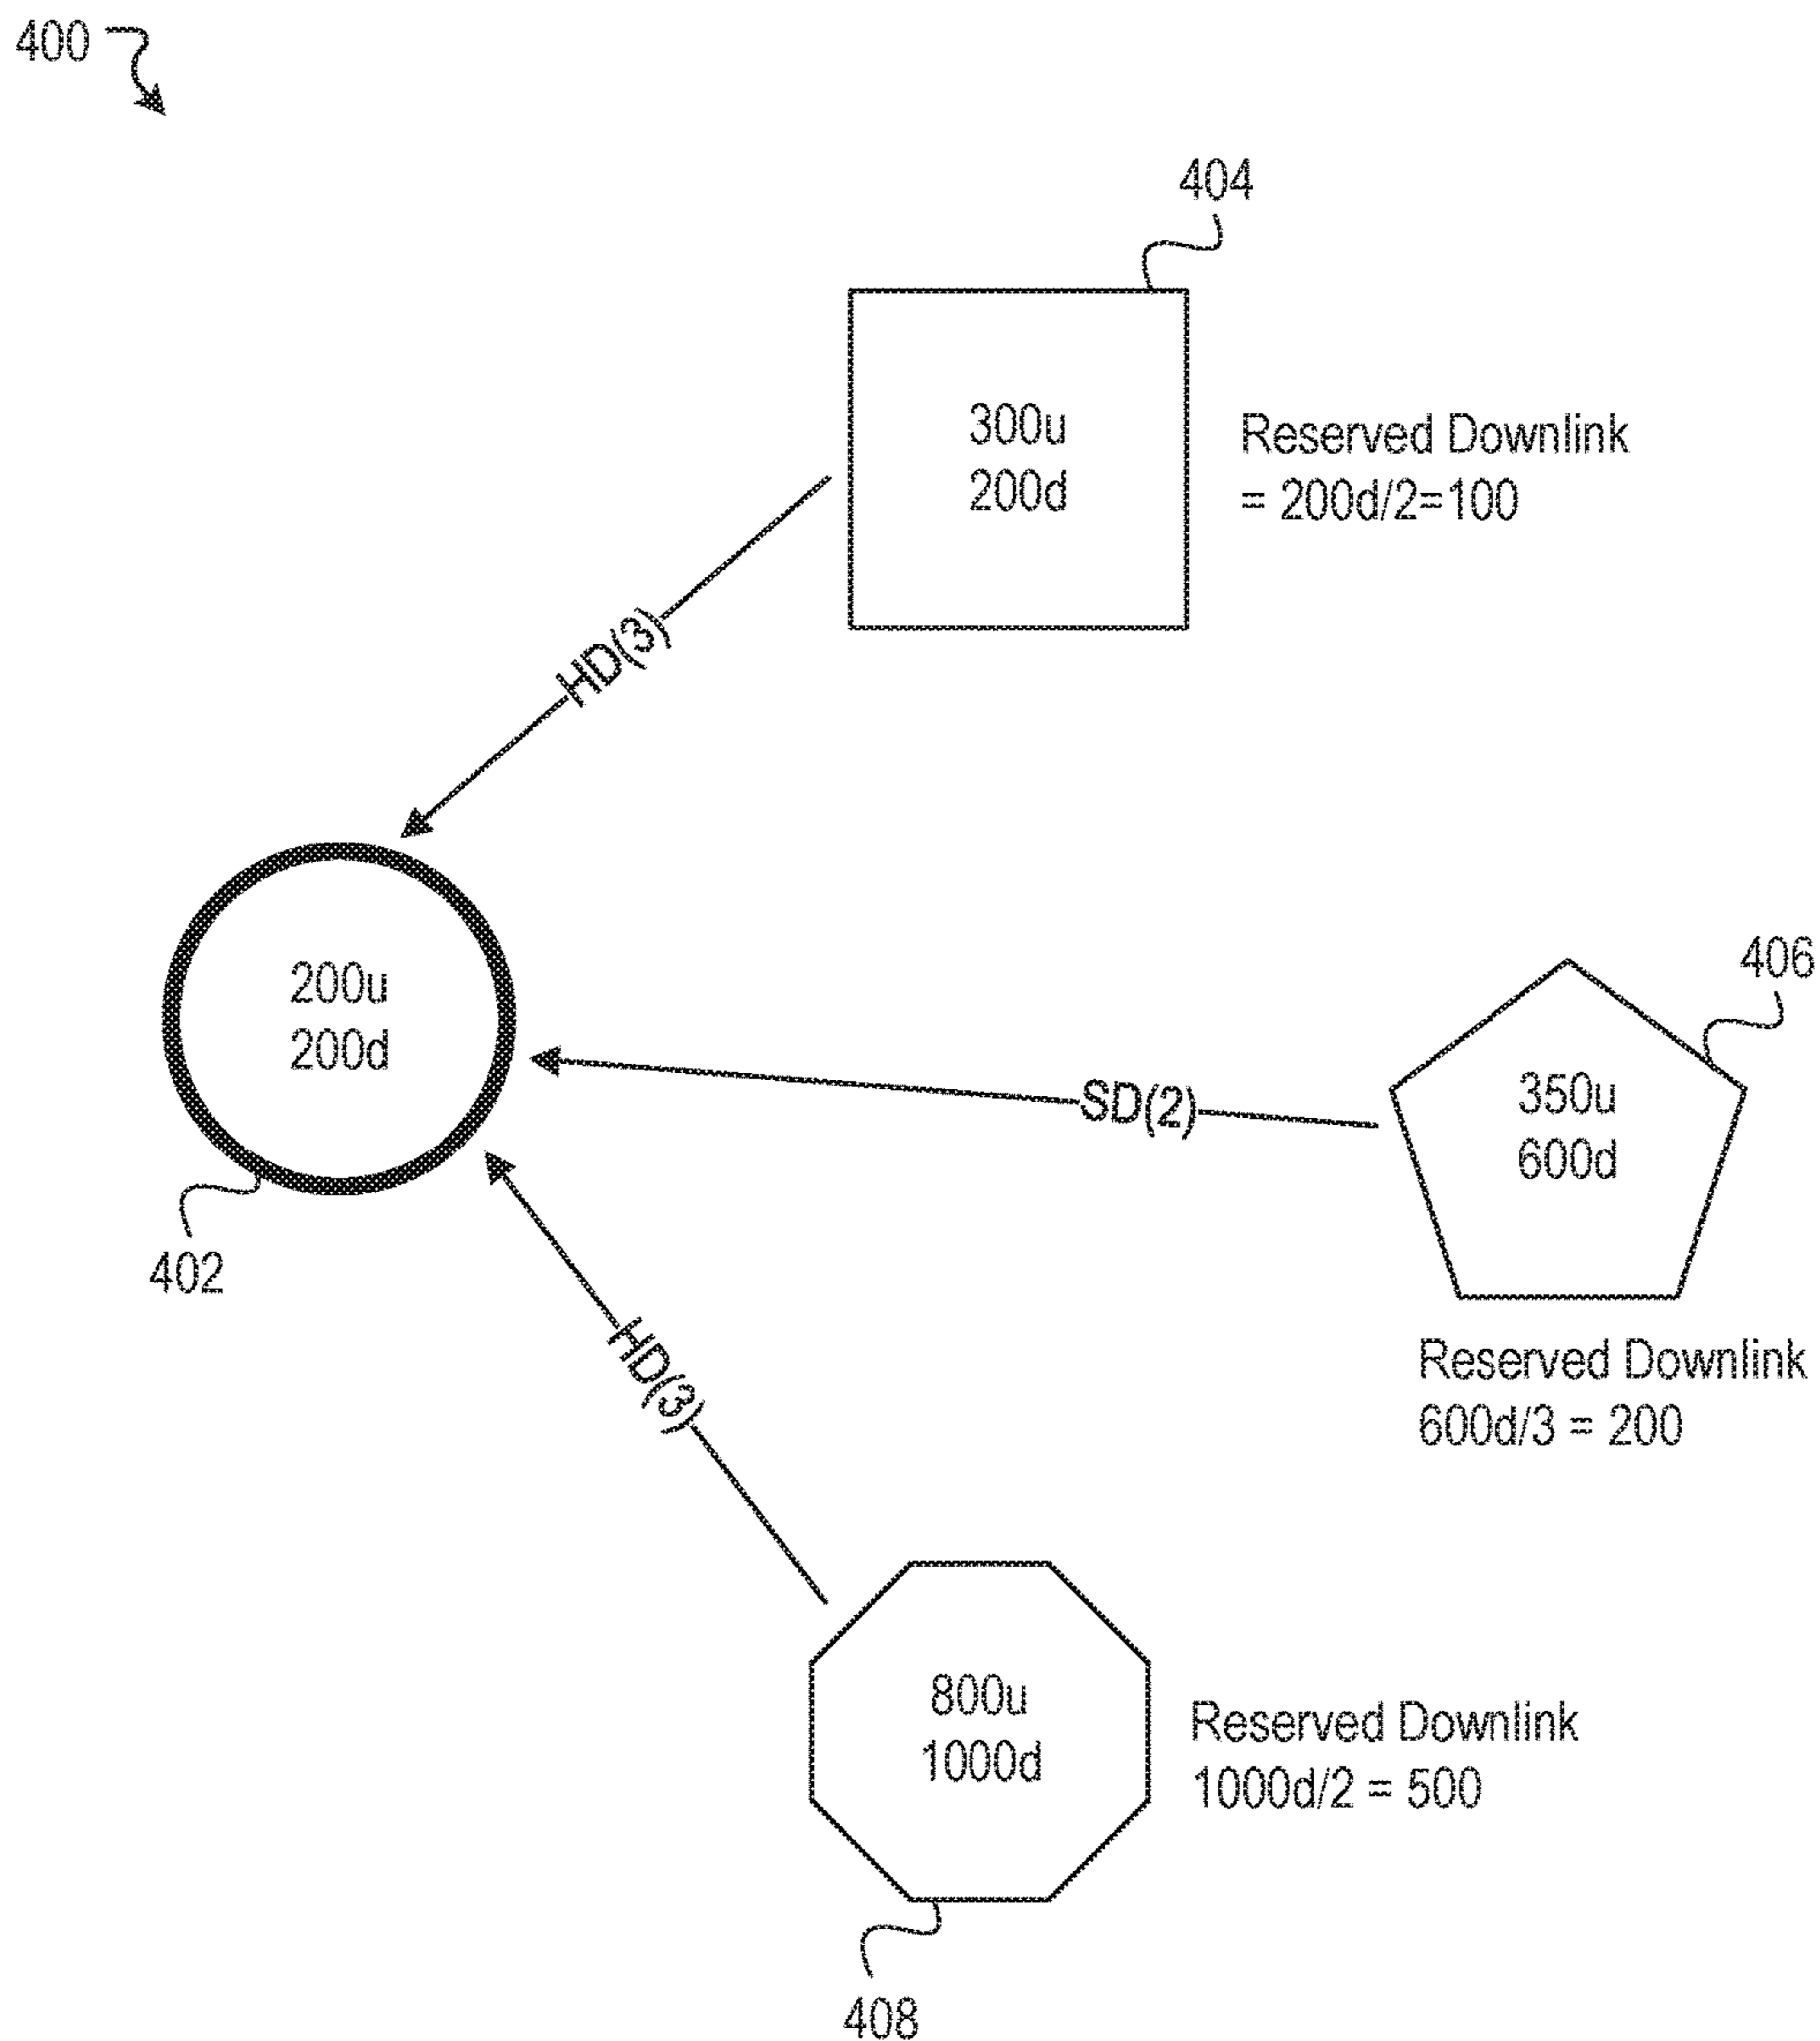 400
404
300u
200d
Reserved Downlink
= 200d/2=100
HD(3)
200u
200d
402
SD(2)
406
350u
600d
Reserved Downlink
600d/3 = 200
HD(3)
800u
1000d
Reserved Downlink
1000d/2 = 500
408